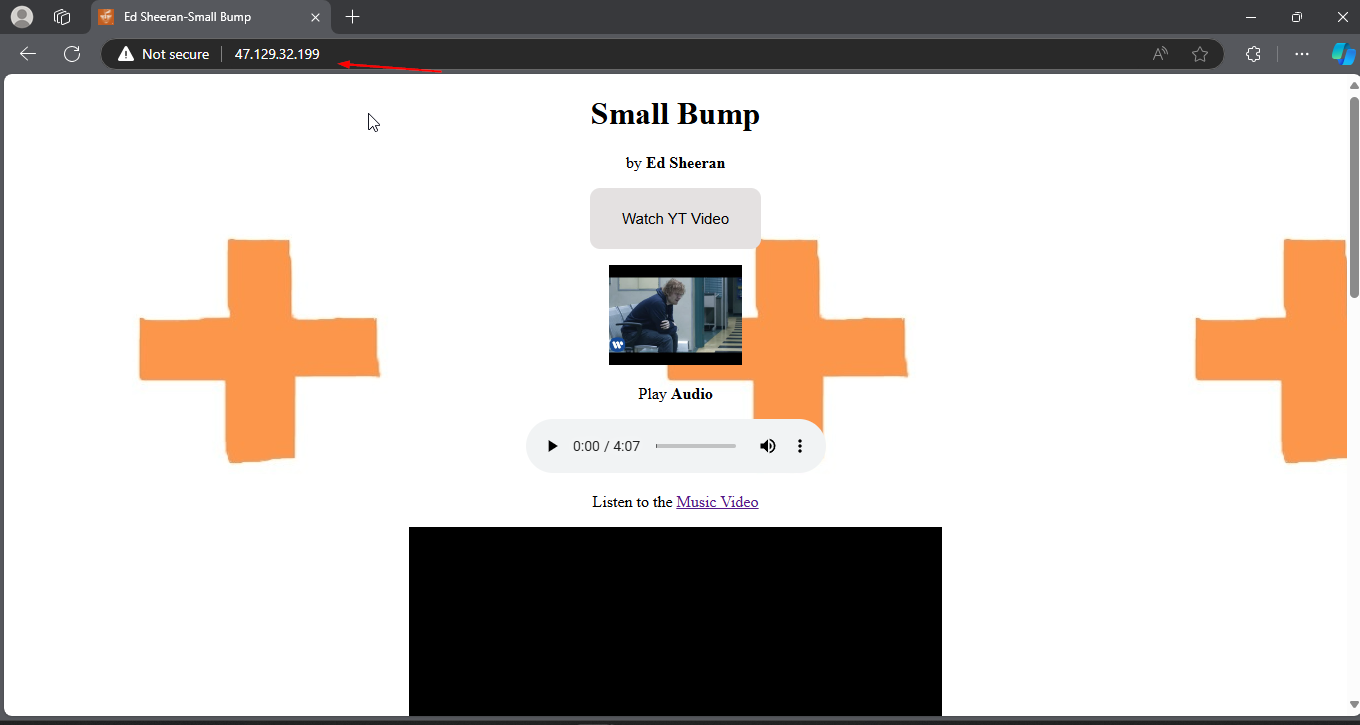 Ed Sheeran-Small Bump
Not secure
47.129.32.199
Small Bump
by Ed Sheeran
Watch YT Video
Play Audio
0:00 / 4:07
Listen to the Music Video